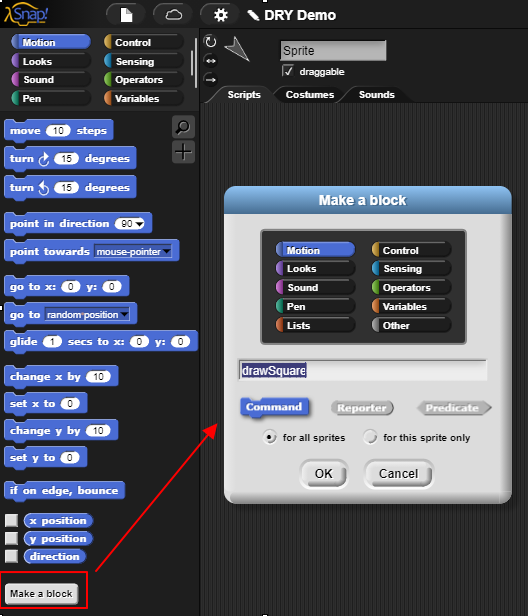 Snap!
DRY Demo
Motion Control
Looks Sensing
Sound Operators
Pen Variables
Sprite
draggable
Scripts Costumes Sounds
move 10 steps
turn 15 degrees
turn 15 degrees
point in direction 90
point towards mouse-pointer
go to x: 0 y: 0
go to random position
glide 1 secs to x: 0 y: 0
change x by 10
set x to 0
change y by 10
set y to 0
if on edge, bounce
x position
y position
direction
Make a block
Make a block
Motion Control
Looks Sensing
Sound Operators
Pen Variables
Lists Other
drawSquare
Command Reporter Predicate
for all sprites for this sprite only
OK Cancel